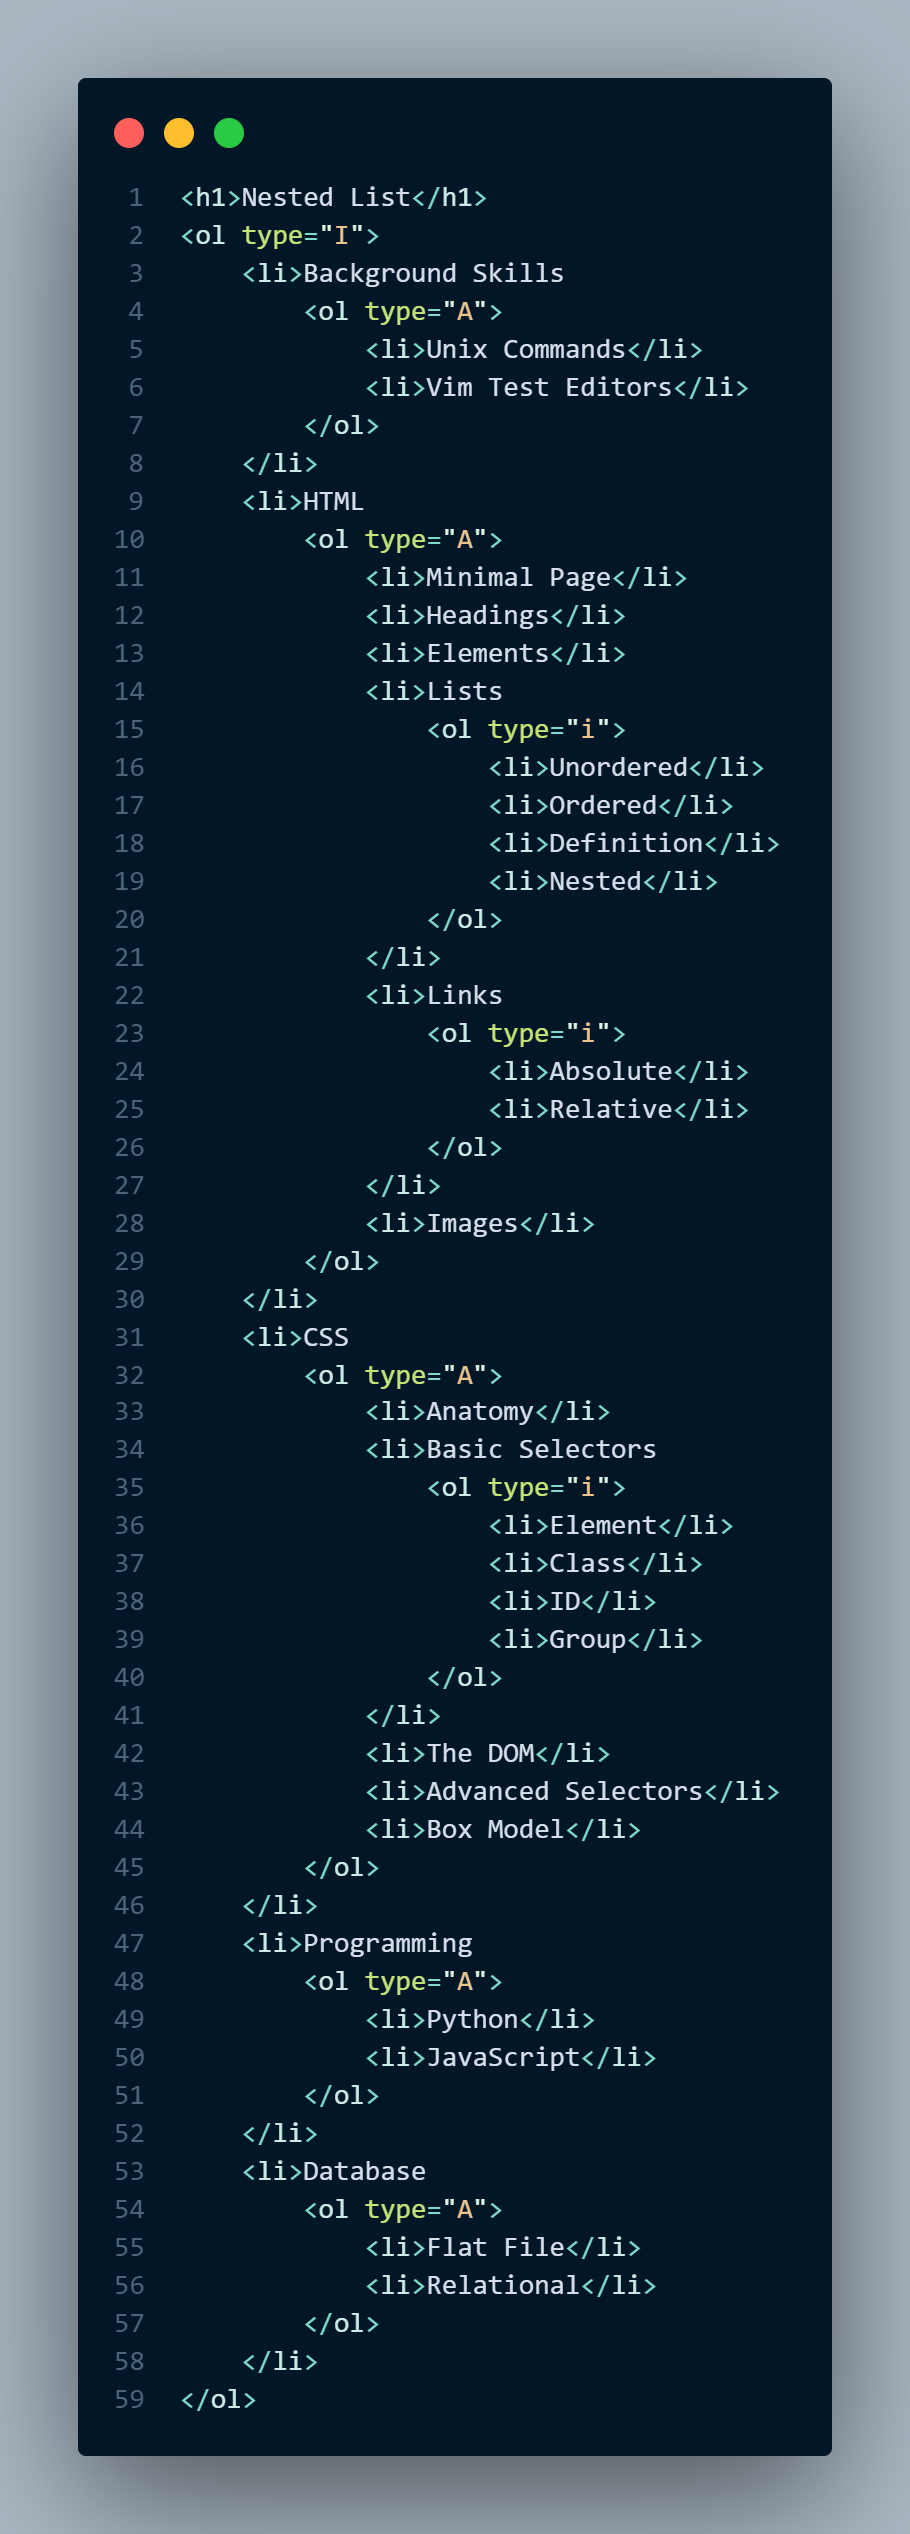 1 <h1>Nested List</h1>
2 <ol type="I">
3     <li>Background Skills
4         <ol type="A">
5             <li>Unix Commands</li>
6             <li>Vim Test Editors</li>
7         </ol>
8     </li>
9     <li>HTML
10         <ol type="A">
11             <li>Minimal Page</li>
12             <li>Headings</li>
13             <li>Elements</li>
14             <li>Lists
15                 <ol type="i">
16                     <li>Unordered</li>
17                     <li>Ordered</li>
18                     <li>Definition</li>
19                     <li>Nested</li>
20                 </ol>
21             </li>
22             <li>Links
23                 <ol type="i">
24                     <li>Absolute</li>
25                     <li>Relative</li>
26                 </ol>
27             </li>
28             <li>Images</li>
29         </ol>
30     </li>
31     <li>CSS
32         <ol type="A">
33             <li>Anatomy</li>
34             <li>Basic Selectors
35                 <ol type="i">
36                     <li>Element</li>
37                     <li>Class</li>
38                     <li>ID</li>
39                     <li>Group</li>
40                 </ol>
41             </li>
42             <li>The DOM</li>
43             <li>Advanced Selectors</li>
44             <li>Box Model</li>
45         </ol>
46     </li>
47     <li>Programming
48         <ol type="A">
49             <li>Python</li>
50             <li>JavaScript</li>
51         </ol>
52     </li>
53     <li>Database
54         <ol type="A">
55             <li>Flat File</li>
56             <li>Relational</li>
57         </ol>
58     </li>
59 </ol>